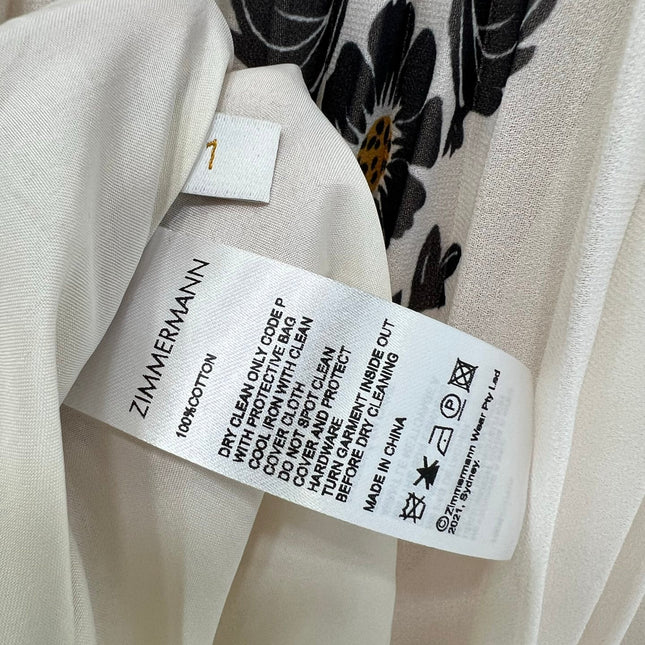 1
ZIMMERMANN
100%COTTON
DRY CLEAN ONLY CODE P
WITH PROTECTIVE BAG
COOL IRON WITH CLEAN
COVER CLOTH
DO NOT SPOT CLEAN
COVER AND PROTECT
HARDWARE
TURN GARMENT INSIDE OUT
BEFORE DRY CLEANING
MADE IN CHINA
P
©Zimmermann Wear Pty Lad
2021, Sydney.